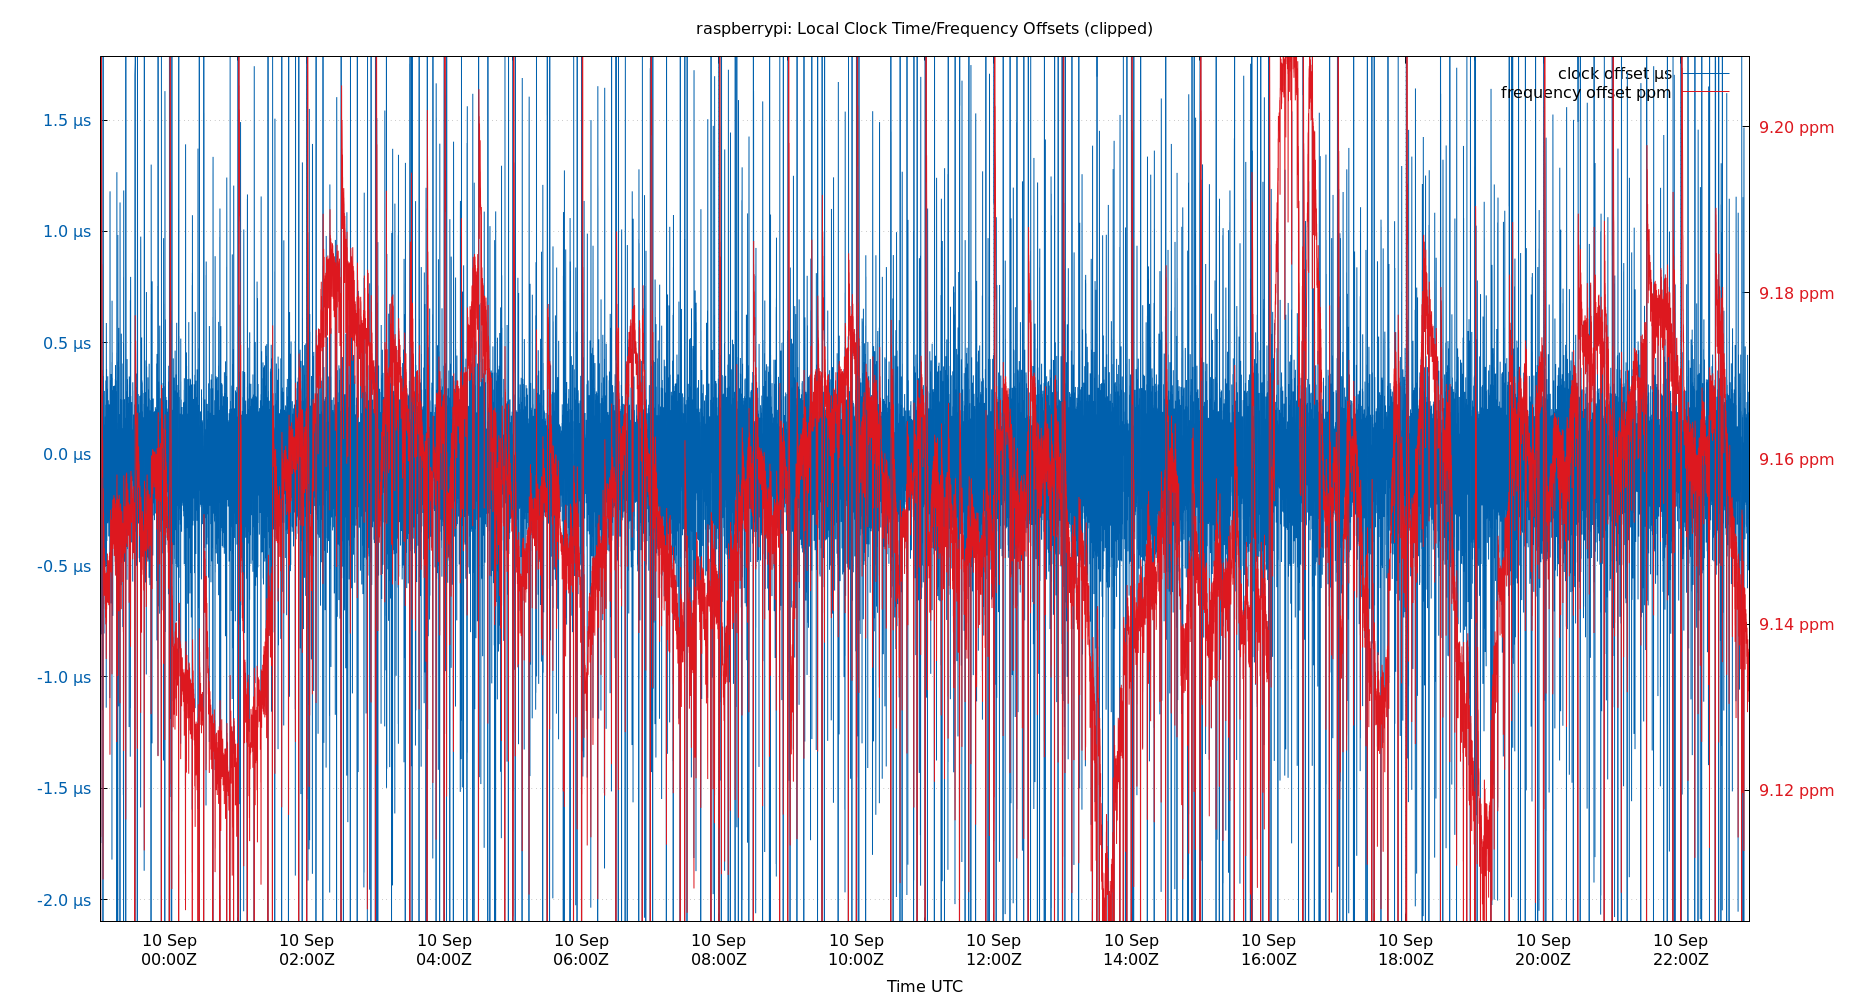 raspberrypi: Local Clock Time/Frequency Offsets (clipped)
clock offset µs
frequency offset ppm
1.5 µs
1.0 µs
0.5 µs
0.0 µs
-0.5 µs
-1.0 µs
-1.5 µs
-2.0 µs
9.20 ppm
9.18 ppm
9.16 ppm
9.14 ppm
9.12 ppm
10 Sep 10 Sep 10 Sep 10 Sep 10 Sep 10 Sep 10 Sep 10 Sep 10 Sep 10 Sep 10 Sep 10 Sep
00:00Z 02:00Z 04:00Z 06:00Z 08:00Z 10:00Z 12:00Z 14:00Z 16:00Z 18:00Z 20:00Z 22:00Z
Time UTC